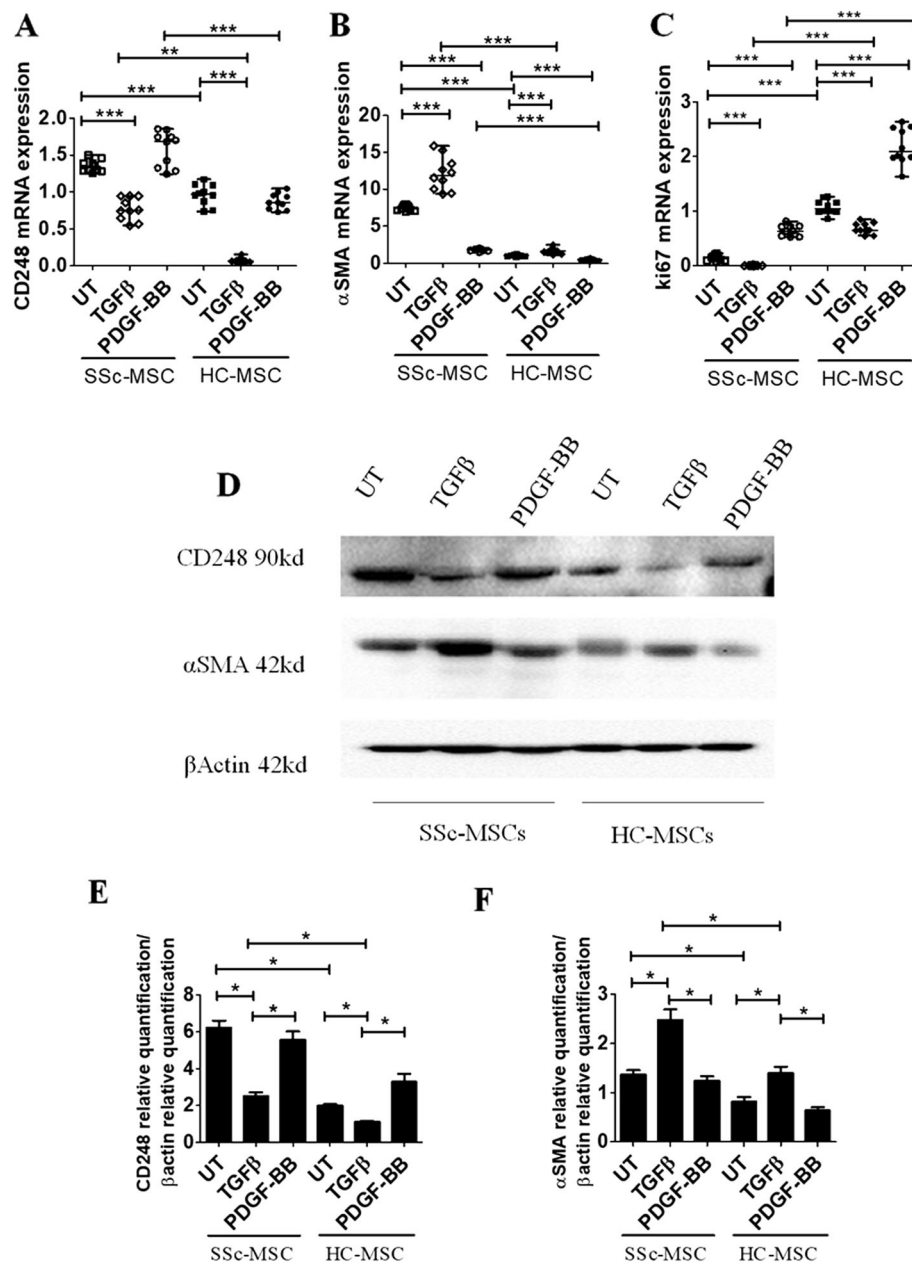 A
B
C
***
**
***
***
***
CD248 mRNA expression
2.0
1.5
1.0
0.5
0.0
UT
TGFβ
PDGF-BB
UT
TGFβ
PDGF-BB
SSc-MSC
HC-MSC
***
***
***
***
***
***
***
αSMA mRNA expression
25
20
15
10
5
0
UT
TGFβ
PDGF-BB
UT
TGFβ
PDGF-BB
SSc-MSC
HC-MSC
***
***
***
***
***
***
***
ki67 mRNA expression
3
2
1
0
UT
TGFβ
PDGF-BB
UT
TGFβ
PDGF-BB
SSc-MSC
HC-MSC
D
UT
TGFβ
PDGF-BB
UT
TGFβ
PDGF-BB
CD248 90kd
αSMA 42kd
βActin 42kd
SSc-MSCs
HC-MSCs
E
*
*
*
*
*
*
CD248 relative quantification/
βactin relative quantification
8
6
4
2
0
UT
TGFβ
PDGF-BB
UT
TGFβ
PDGF-BB
SSc-MSC
HC-MSC
F
*
*
*
*
*
*
αSMA relative quantification/
βactin relative quantification
3
2
1
0
UT
TGFβ
PDGF-BB
UT
TGFβ
PDGF-BB
SSc-MSC
HC-MSC